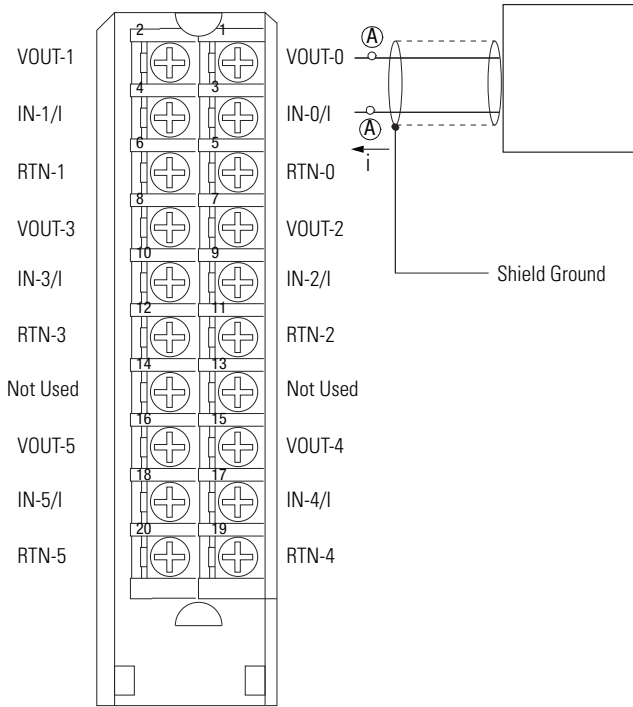 2 1
VOUT-1 VOUT-0 A
4 3
IN-1/I IN-0/I A
6 5
i
RTN-1 RTN-0
8 7
VOUT-3 VOUT-2
10 9
IN-3/I IN-2/I Shield Ground
12 11
RTN-3 RTN-2
14 13
Not Used Not Used
16 15
VOUT-5 VOUT-4
18 17
IN-5/I IN-4/I
20 19
RTN-5 RTN-4